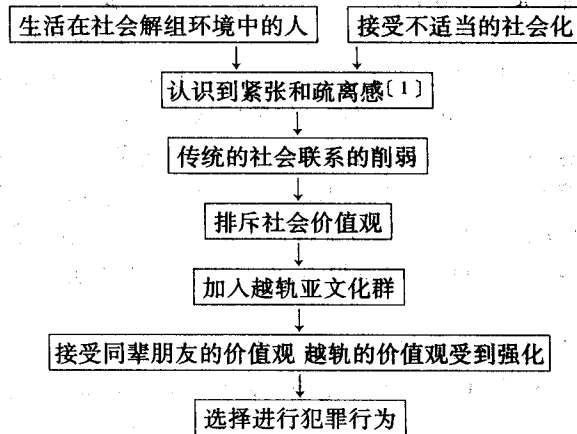 生活在社会解组环境中的人 接受不适当的社会化
认识到紧张和疏离感〔1〕
传统的社会联系的削弱
排斥社会价值观
加入越轨亚文化群
接受同辈朋友的价值观 越轨的价值观受到强化
选择进行犯罪行为